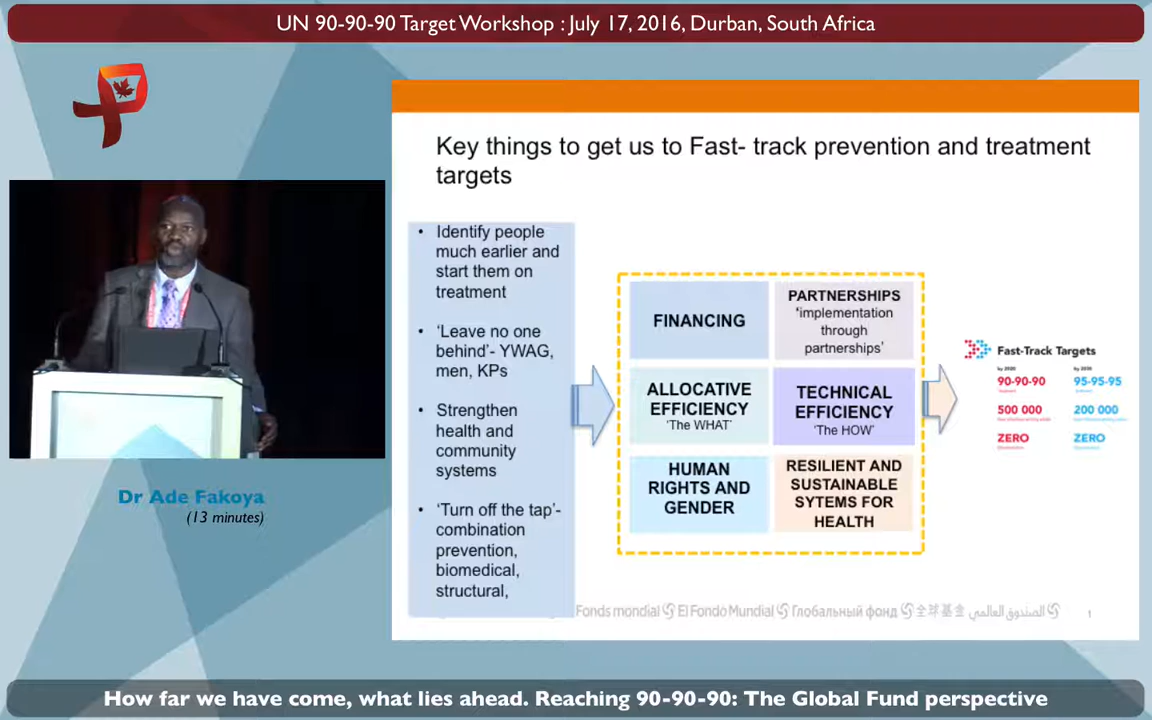 UN 90-90-90 Target Workshop : July 17, 2016, Durban, South Africa
Dr Ade Fakoya
(13 minutes)
Key things to get us to Fast- track prevention and treatment
targets
• Identify people
much earlier and
start them on
treatment
• ‘Leave no one
behind’- YWAG,
men, KPs
• Strengthen
health and
community
systems
• ‘Turn off the tap’-
combination
prevention,
biomedical,
structural,
FINANCING
PARTNERSHIPS
‘implementation
through
partnerships’
ALLOCATIVE
EFFICIENCY
‘The WHAT’
TECHNICAL
EFFICIENCY
‘The HOW’
HUMAN
RIGHTS AND
GENDER
RESILIENT AND
SUSTAINABLE
SYTEMS FOR
HEALTH
Fast-Track Targets
by 2020 by 2030
90-90-90 95-95-95
500 000 200 000
ZERO ZERO
Fonds mondial El Fondo Mundial Глобальный фонд 全球基金 الصندوق العالمي 1
How far we have come, what lies ahead. Reaching 90-90-90: The Global Fund perspective